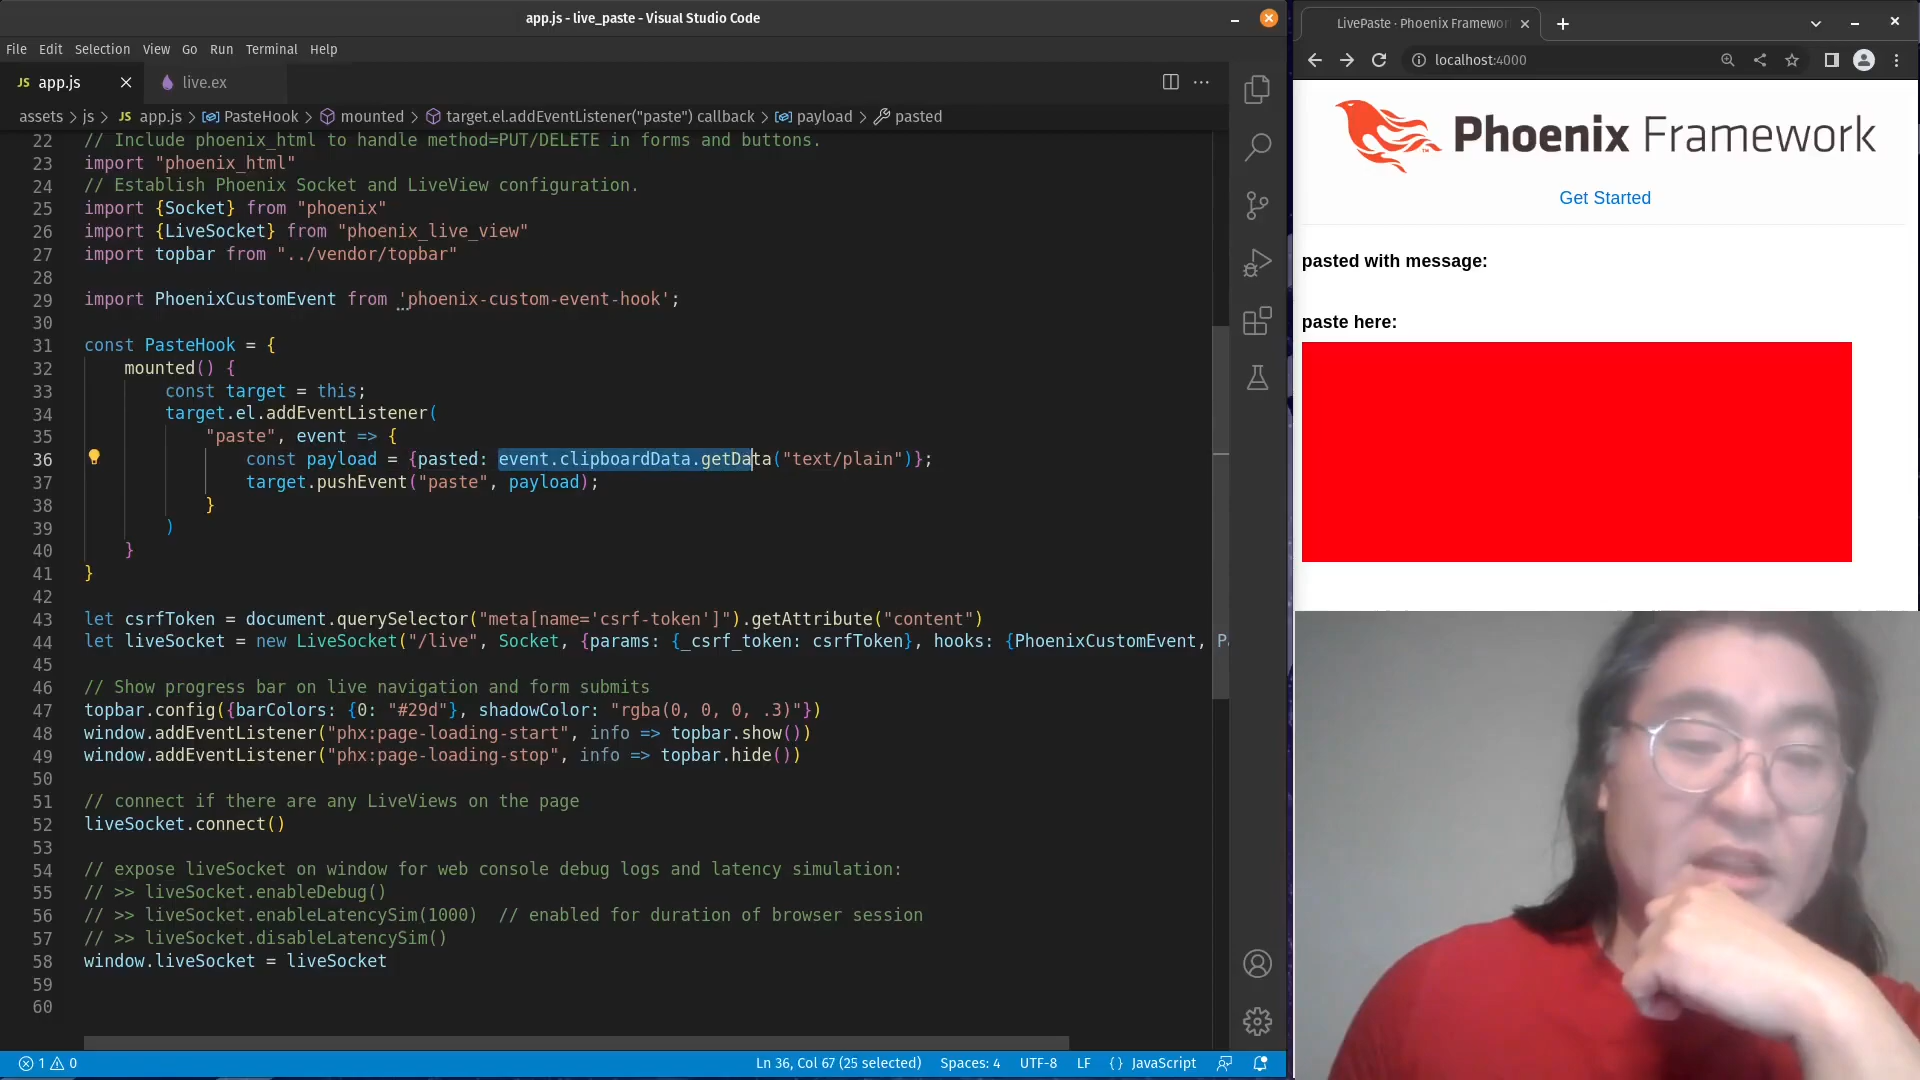 app.js - live_paste - Visual Studio Code
File Edit Selection View Go Run Terminal Help
JS app.js live.ex
assets > js > JS app.js > PasteHook > mounted > target.el.addEventListener("paste") callback > payload > pasted
22 // Include phoenix_html to handle method=PUT/DELETE in forms and buttons.
23 import "phoenix_html"
24 // Establish Phoenix Socket and LiveView configuration.
25 import {Socket} from "phoenix"
26 import {LiveSocket} from "phoenix_live_view"
27 import topbar from "../vendor/topbar"
28
29 import PhoenixCustomEvent from 'phoenix-custom-event-hook';
30
31 const PasteHook = {
32 mounted() {
33 const target = this;
34 target.el.addEventListener(
35 "paste", event => {
36 const payload = {pasted: event.clipboardData.getData("text/plain")};
37 target.pushEvent("paste", payload);
38 }
39 )
40 }
41 }
42
43 let csrfToken = document.querySelector("meta[name='csrf-token']").getAttribute("content")
44 let liveSocket = new LiveSocket("/live", Socket, {params: {_csrf_token: csrfToken}, hooks: {PhoenixCustomEvent, P
45
46 // Show progress bar on live navigation and form submits
47 topbar.config({barColors: {0: "#29d"}, shadowColor: "rgba(0, 0, 0, .3)"})
48 window.addEventListener("phx:page-loading-start", info => topbar.show())
49 window.addEventListener("phx:page-loading-stop", info => topbar.hide())
50
51 // connect if there are any LiveViews on the page
52 liveSocket.connect()
53
54 // expose liveSocket on window for web console debug logs and latency simulation:
55 // >> liveSocket.enableDebug()
56 // >> liveSocket.enableLatencySim(1000)  // enabled for duration of browser session
57 // >> liveSocket.disableLatencySim()
58 window.liveSocket = liveSocket
59
60
1 0 Ln 36, Col 67 (25 selected) Spaces: 4 UTF-8 LF {} JavaScript
LivePaste · Phoenix Framewor
localhost:4000
Phoenix Framework
Get Started
pasted with message:
paste here: